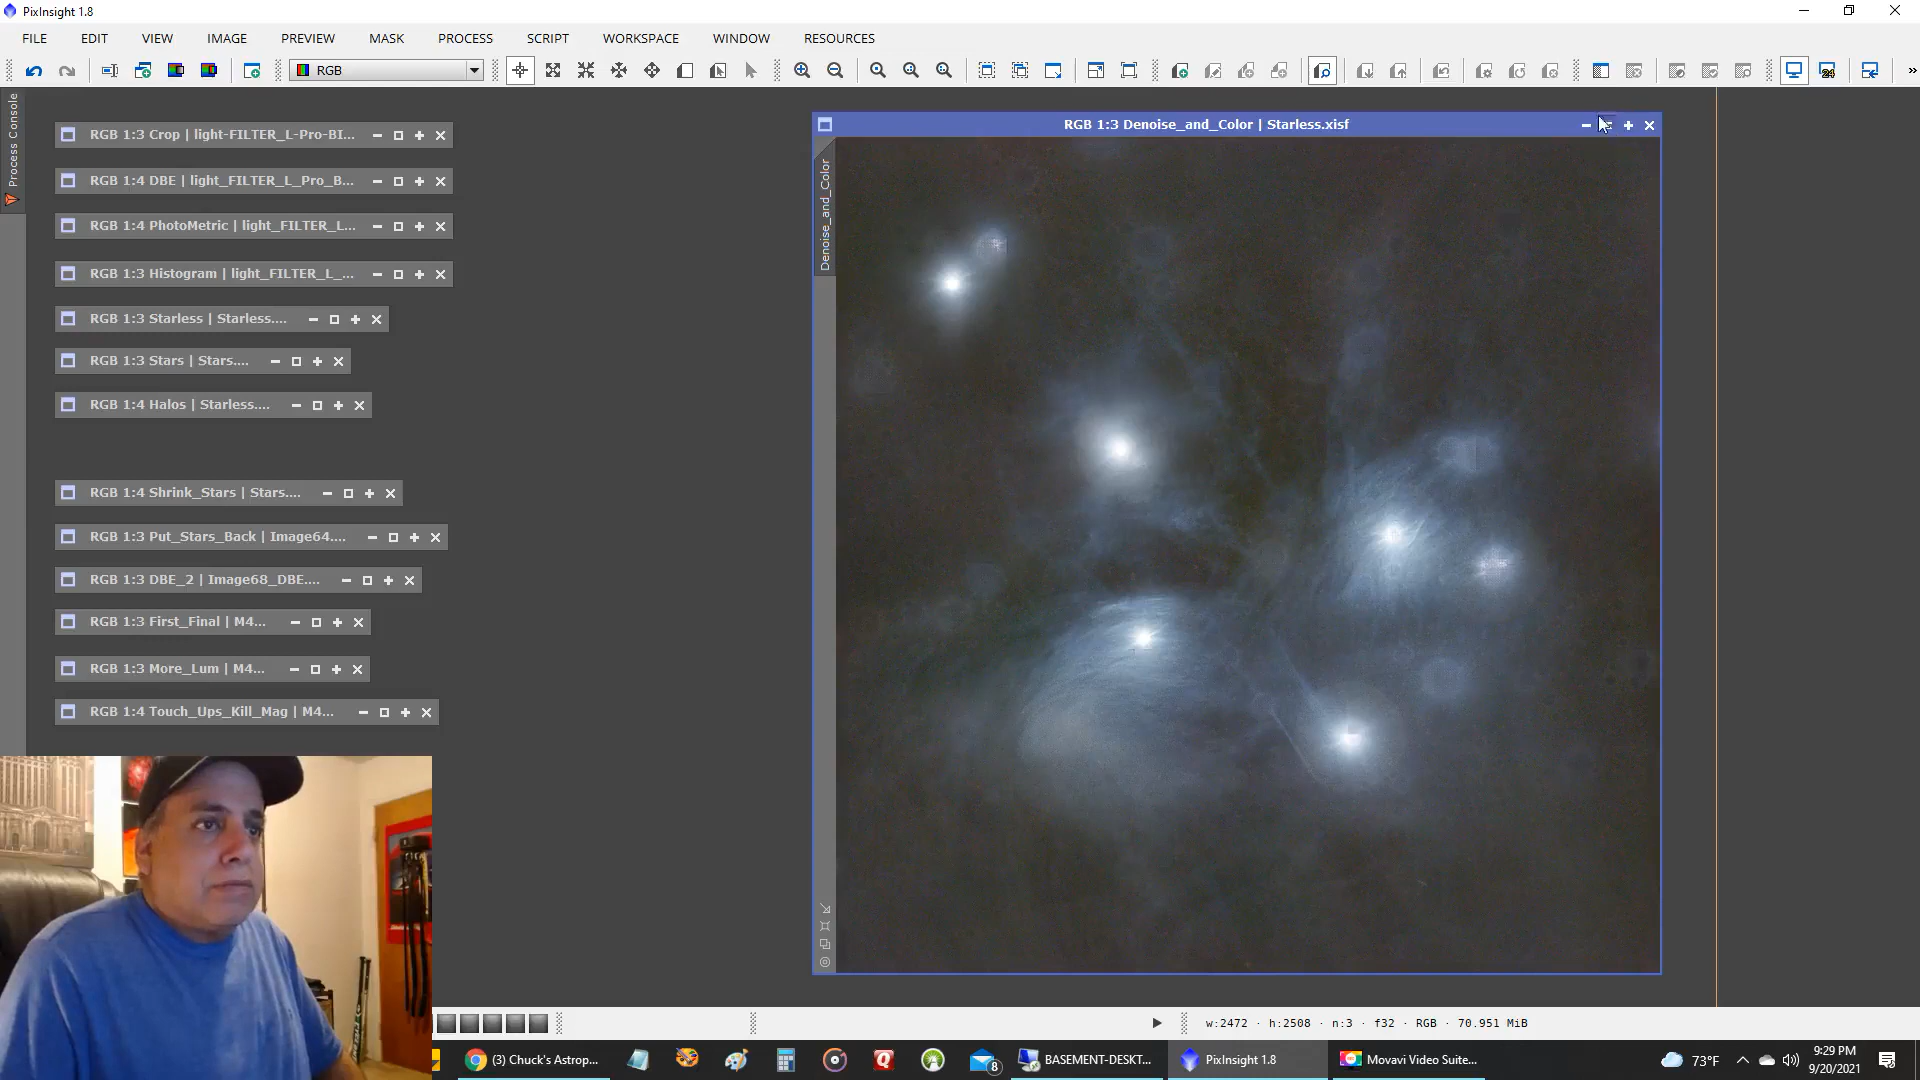 PixInsight 1.8
FILE EDIT VIEW IMAGE PREVIEW MASK PROCESS SCRIPT WORKSPACE WINDOW RESOURCES
RGB
Process Console
RGB 1:3 Crop | light-FILTER_L-Pro-BI...
RGB 1:4 DBE | light_FILTER_L_Pro_B...
RGB 1:4 PhotoMetric | light_FILTER_L...
RGB 1:3 Histogram | light_FILTER_L_...
RGB 1:3 Starless | Starless....
RGB 1:3 Stars | Stars....
RGB 1:4 Halos | Starless....
RGB 1:4 Shrink_Stars | Stars....
RGB 1:3 Put_Stars_Back | Image64....
RGB 1:3 DBE_2 | Image68_DBE....
RGB 1:3 First_Final | M4...
RGB 1:3 More_Lum | M4...
RGB 1:4 Touch_Ups_Kill_Mag | M4...
RGB 1:3 Denoise_and_Color | Starless.xisf
Denoise_and_Color
w:2472 · h:2508 · n:3 · f32 · RGB · 70.951 MiB
(3) Chuck's Astrop...
8
BASEMENT-DESKT...
PixInsight 1.8
Movavi Video Suite...
73°F
9:29 PM
9/20/2021